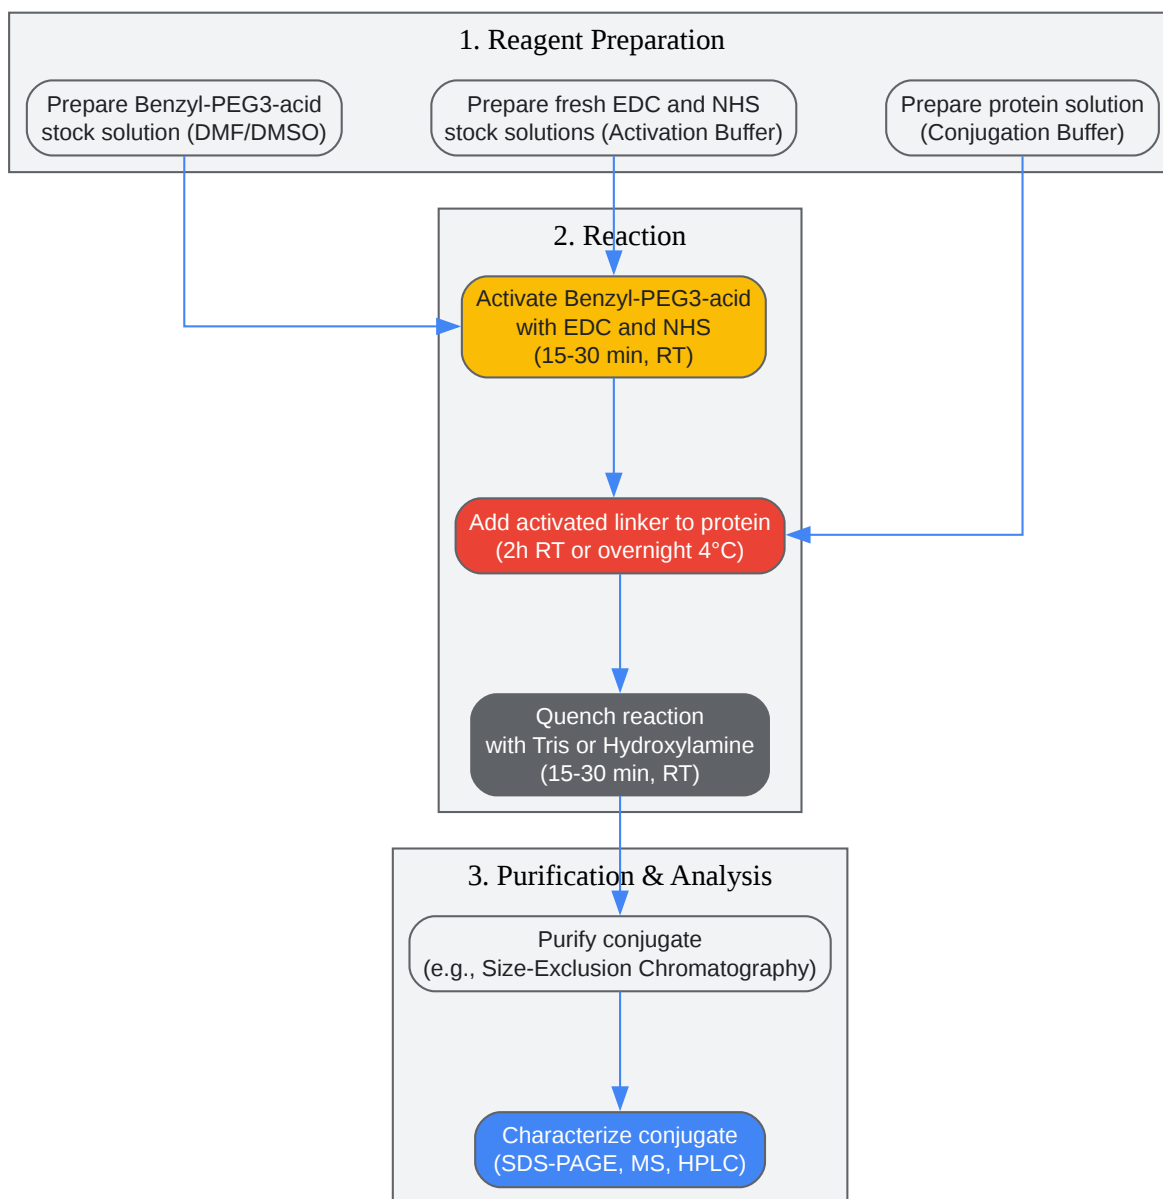 1. Reagent Preparation
Prepare Benzyl-PEG3-acid
stock solution (DMF/DMSO)
Prepare fresh EDC and NHS
stock solutions (Activation Buffer)
Prepare protein solution
(Conjugation Buffer)
2. Reaction
Activate Benzyl-PEG3-acid
with EDC and NHS
(15-30 min, RT)
Add activated linker to protein
(2h RT or overnight 4°C)
Quench reaction
with Tris or Hydroxylamine
(15-30 min, RT)
3. Purification & Analysis
Purify conjugate
(e.g., Size-Exclusion Chromatography)
Characterize conjugate
(SDS-PAGE, MS, HPLC)